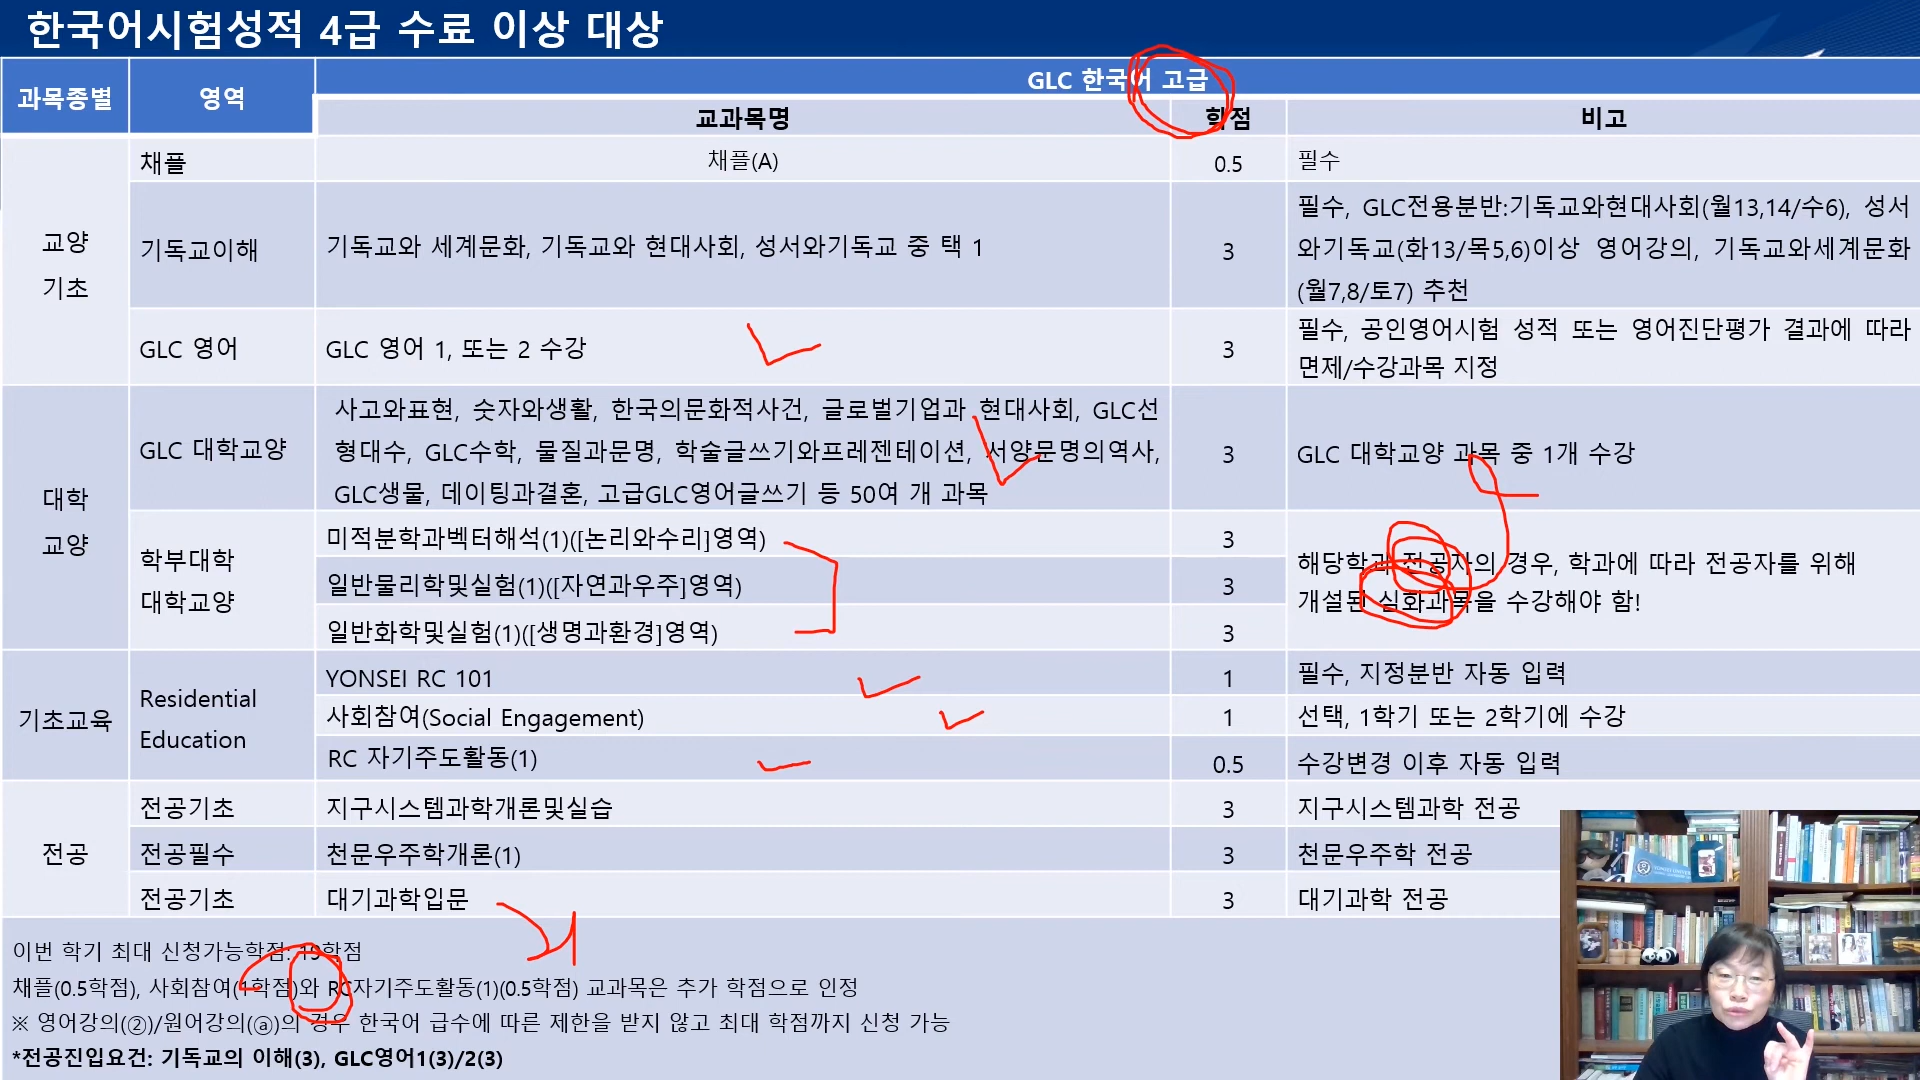 한국어시험성적 4급 수료 이상 대상
과목종별
영역
GLC 한국어 고급
교과목명
학점
비고
교양
기초
채플
채플(A)
0.5
필수
기독교이해
기독교와 세계문화, 기독교와 현대사회, 성서와기독교 중 택 1
3
필수, GLC전용분반:기독교와현대사회(월13,14/수6), 성서
와기독교(화13/목5,6)이상 영어강의, 기독교와세계문화
(월7,8/토7) 추천
GLC 영어
GLC 영어 1, 또는 2 수강
3
필수, 공인영어시험 성적 또는 영어진단평가 결과에 따라
면제/수강과목 지정
대학
교양
GLC 대학교양
사고와표현, 숫자와생활, 한국의문화적사건, 글로벌기업과 현대사회, GLC선
형대수, GLC수학, 물질과문명, 학술글쓰기와프레젠테이션, 서양문명의역사,
GLC생물, 데이팅과결혼, 고급GLC영어글쓰기 등 50여 개 과목
3
GLC 대학교양 과목 중 1개 수강
학부대학
대학교양
미적분학과벡터해석(1)([논리와수리]영역)
3
일반물리학및실험(1)([자연과우주]영역)
3
일반화학및실험(1)([생명과환경]영역)
3
해당학과 전공자의 경우, 학과에 따라 전공자를 위해
개설된 심화과목을 수강해야 함!
기초교육
Residential
Education
YONSEI RC 101
1
필수, 지정분반 자동 입력
사회참여(Social Engagement)
1
선택, 1학기 또는 2학기에 수강
RC 자기주도활동(1)
0.5
수강변경 이후 자동 입력
전공
전공기초
지구시스템과학개론및실습
3
지구시스템과학 전공
전공필수
천문우주학개론(1)
3
천문우주학 전공
전공기초
대기과학입문
3
대기과학 전공
이번 학기 최대 신청가능학점: 19학점
채플(0.5학점), 사회참여(1학점)와 RC자기주도활동(1)(0.5학점) 교과목은 추가 학점으로 인정
※ 영어강의(②)/원어강의(ⓐ)의 경우 한국어 급수에 따른 제한을 받지 않고 최대 학점까지 신청 가능
*전공진입요건: 기독교의 이해(3), GLC영어1(3)/2(3)